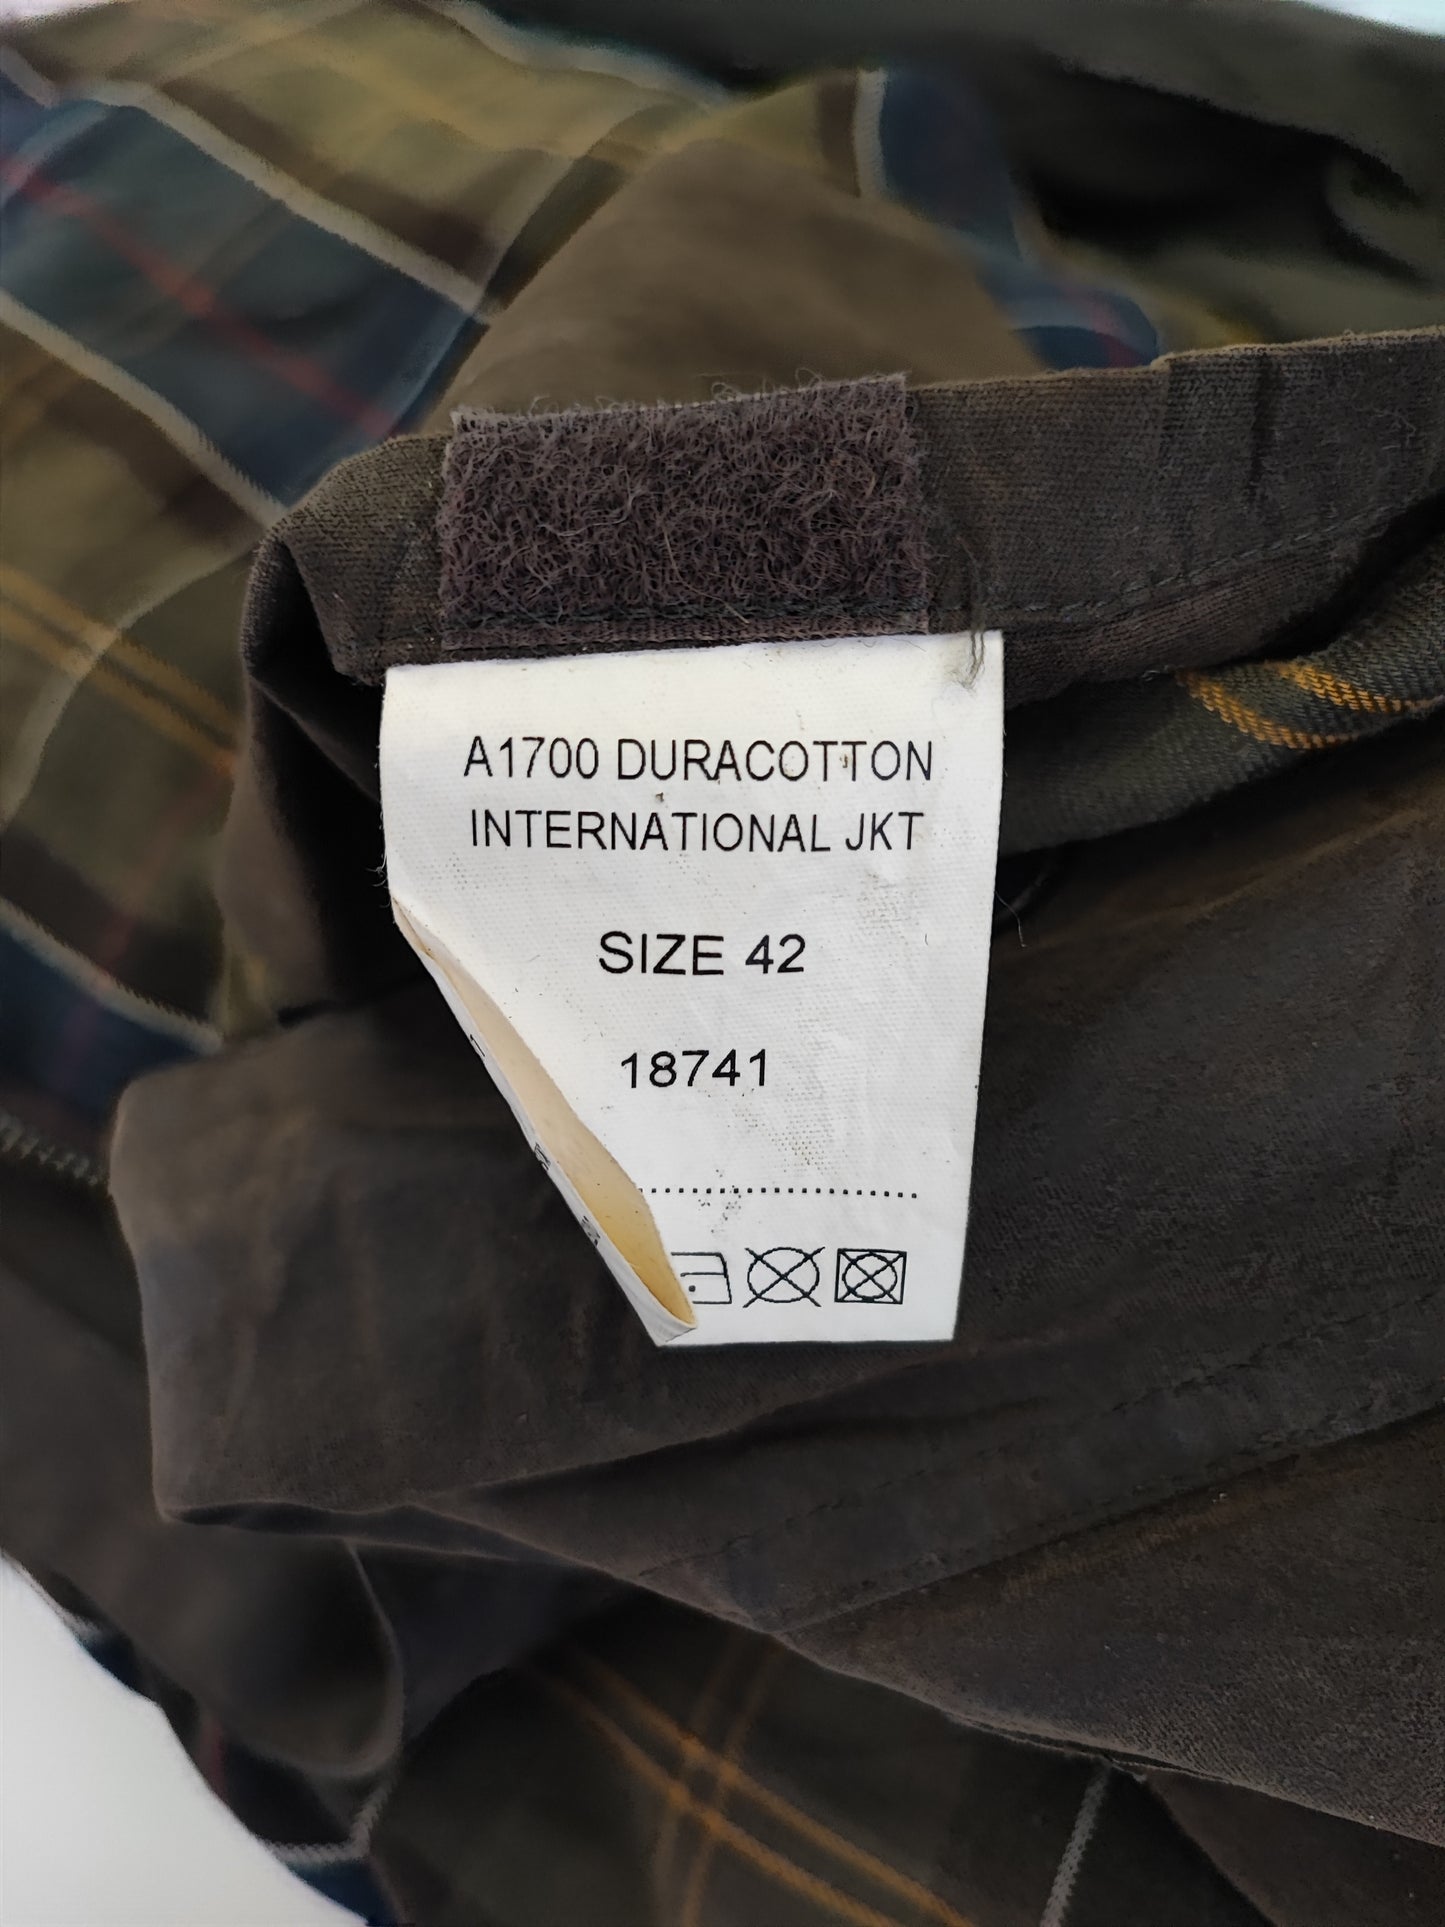 A1700 DURACOTTON
INTERNATIONAL JKT
SIZE 42
18741